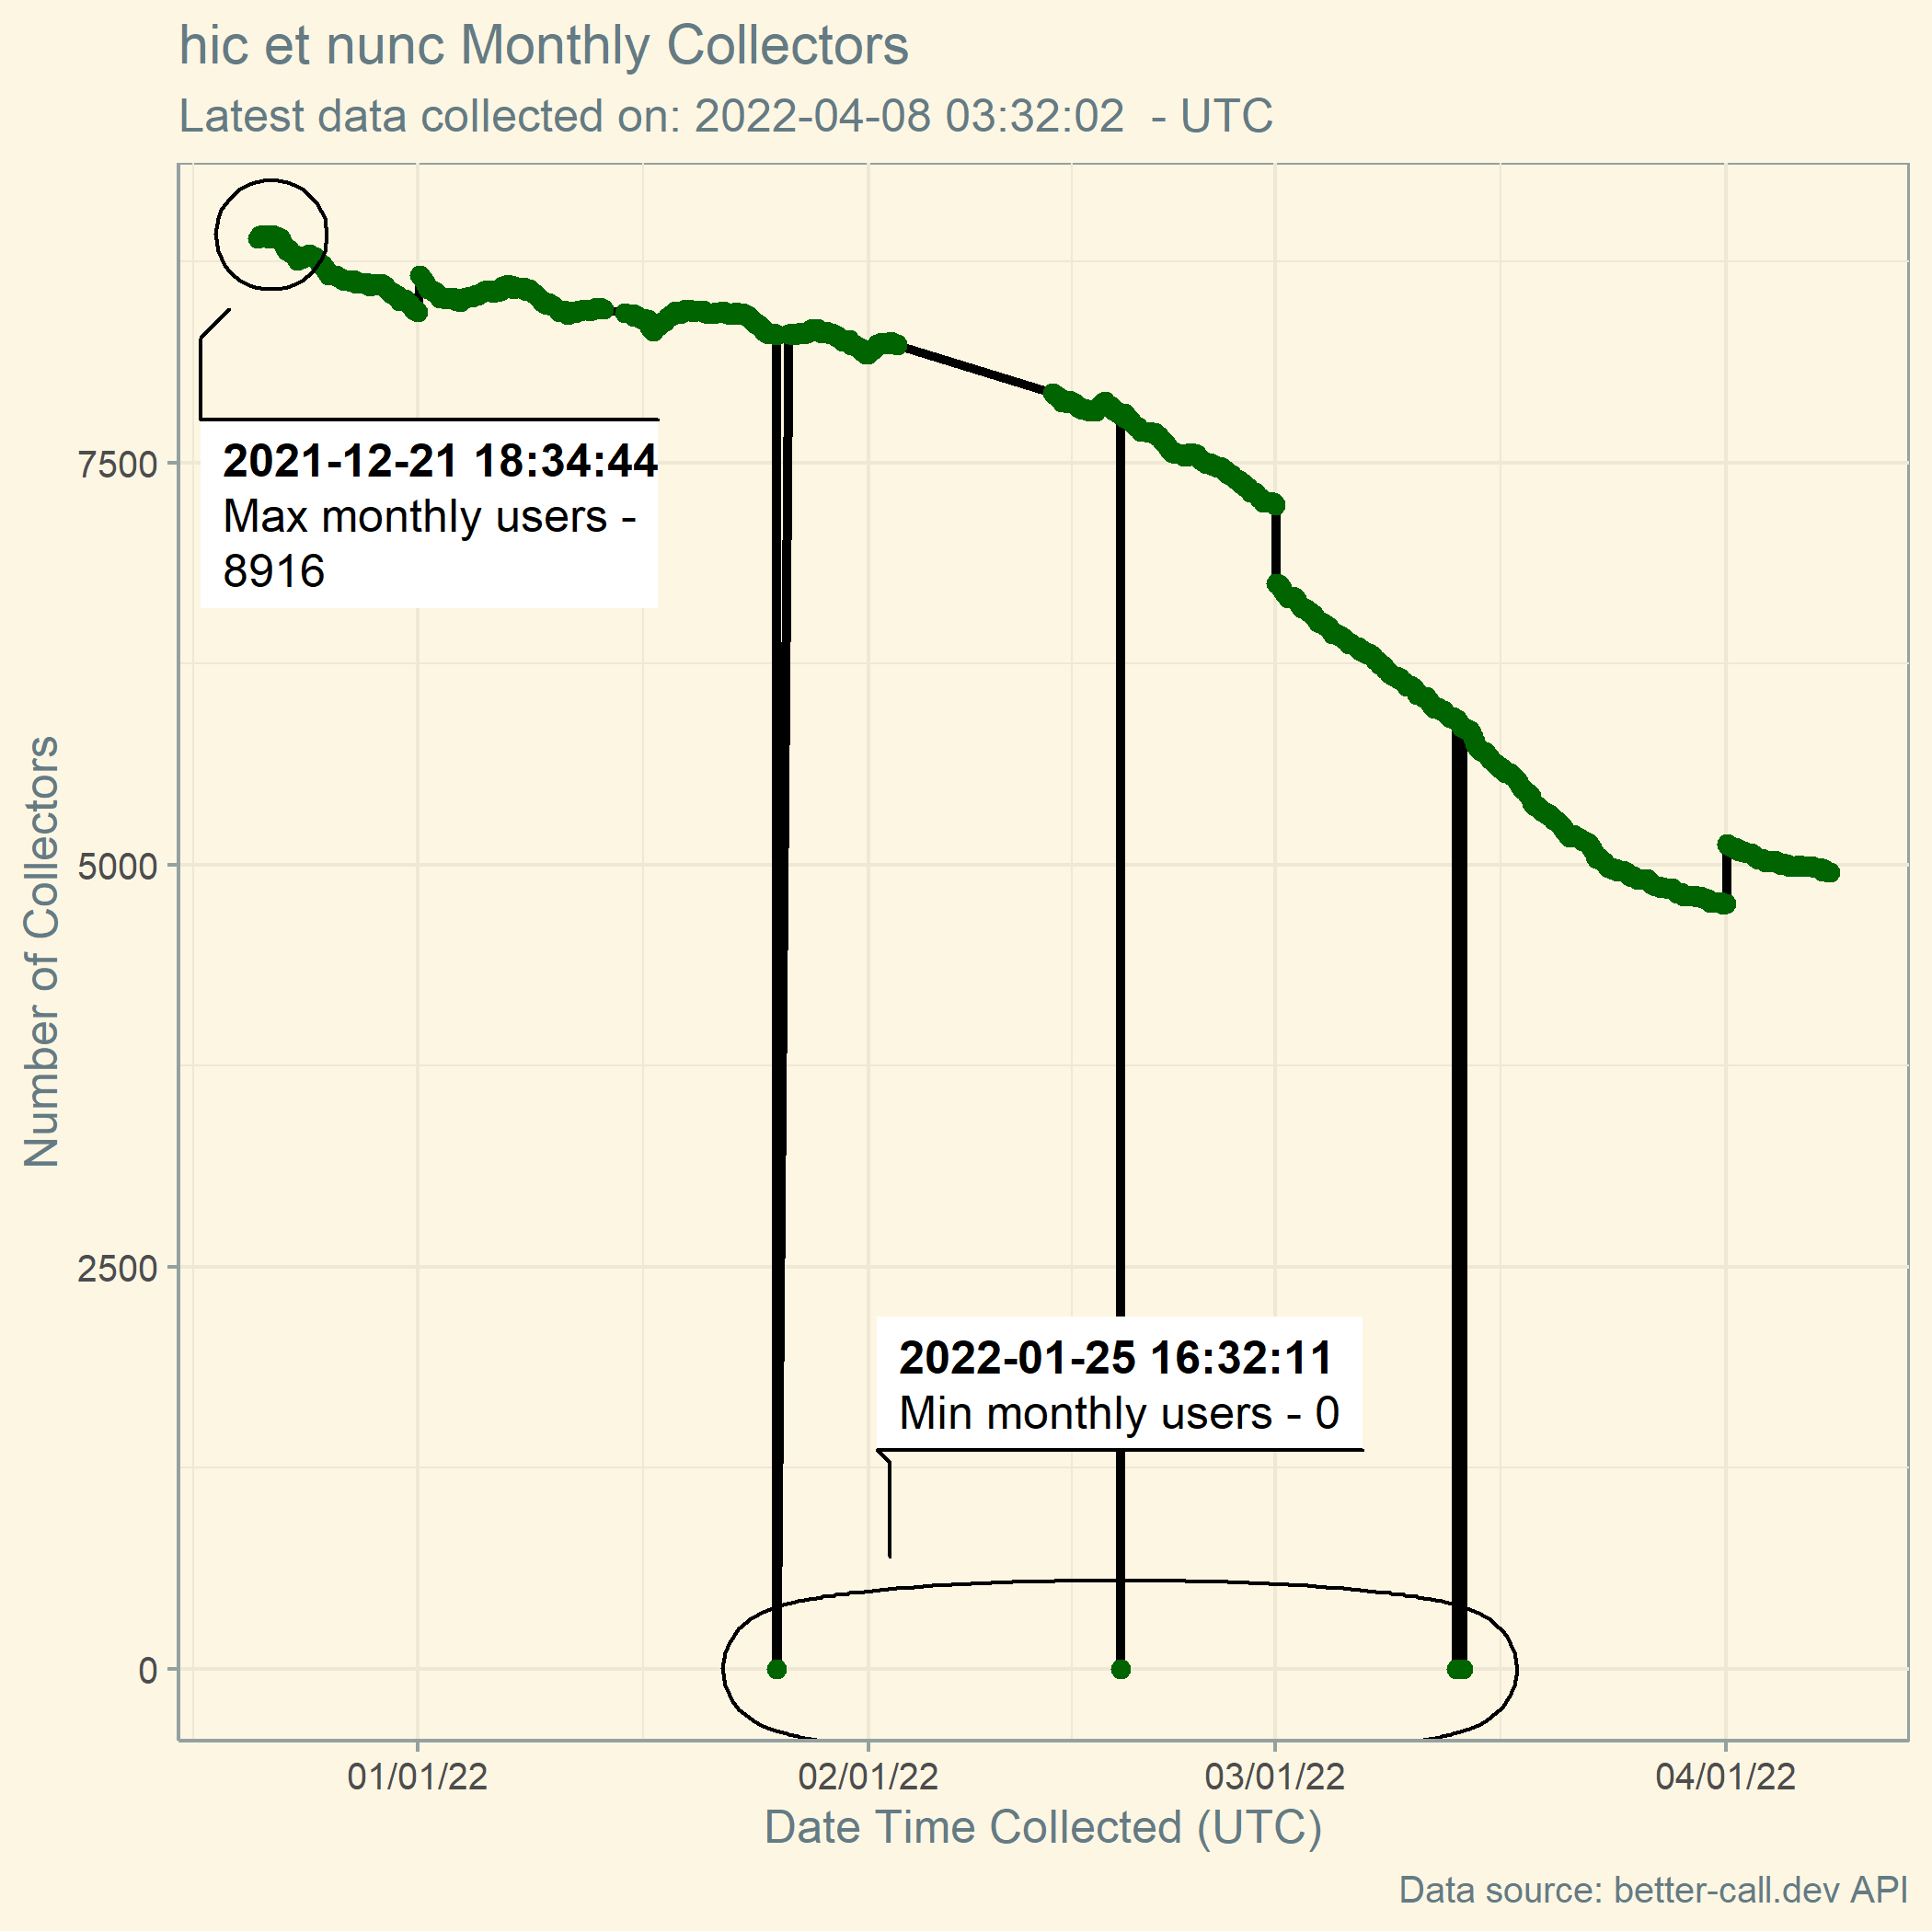 hic et nunc Monthly Collectors
Latest data collected on: 2022-04-08 03:32:02  - UTC
Number of Collectors
7500
5000
2500
0
2021-12-21 18:34:44
Max monthly users -
8916
2022-01-25 16:32:11
Min monthly users - 0
01/01/22
02/01/22
03/01/22
04/01/22
Date Time Collected (UTC)
Data source: better-call.dev API